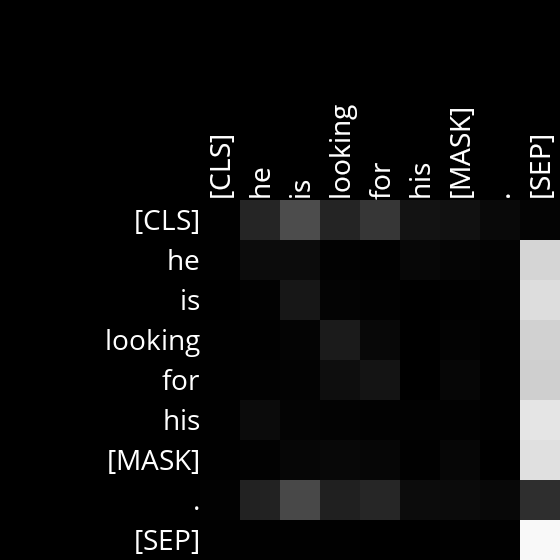 [CLS] he is looking for his [MASK] . [SEP]
[CLS]
he
is
looking
for
his
[MASK]
.
[SEP]